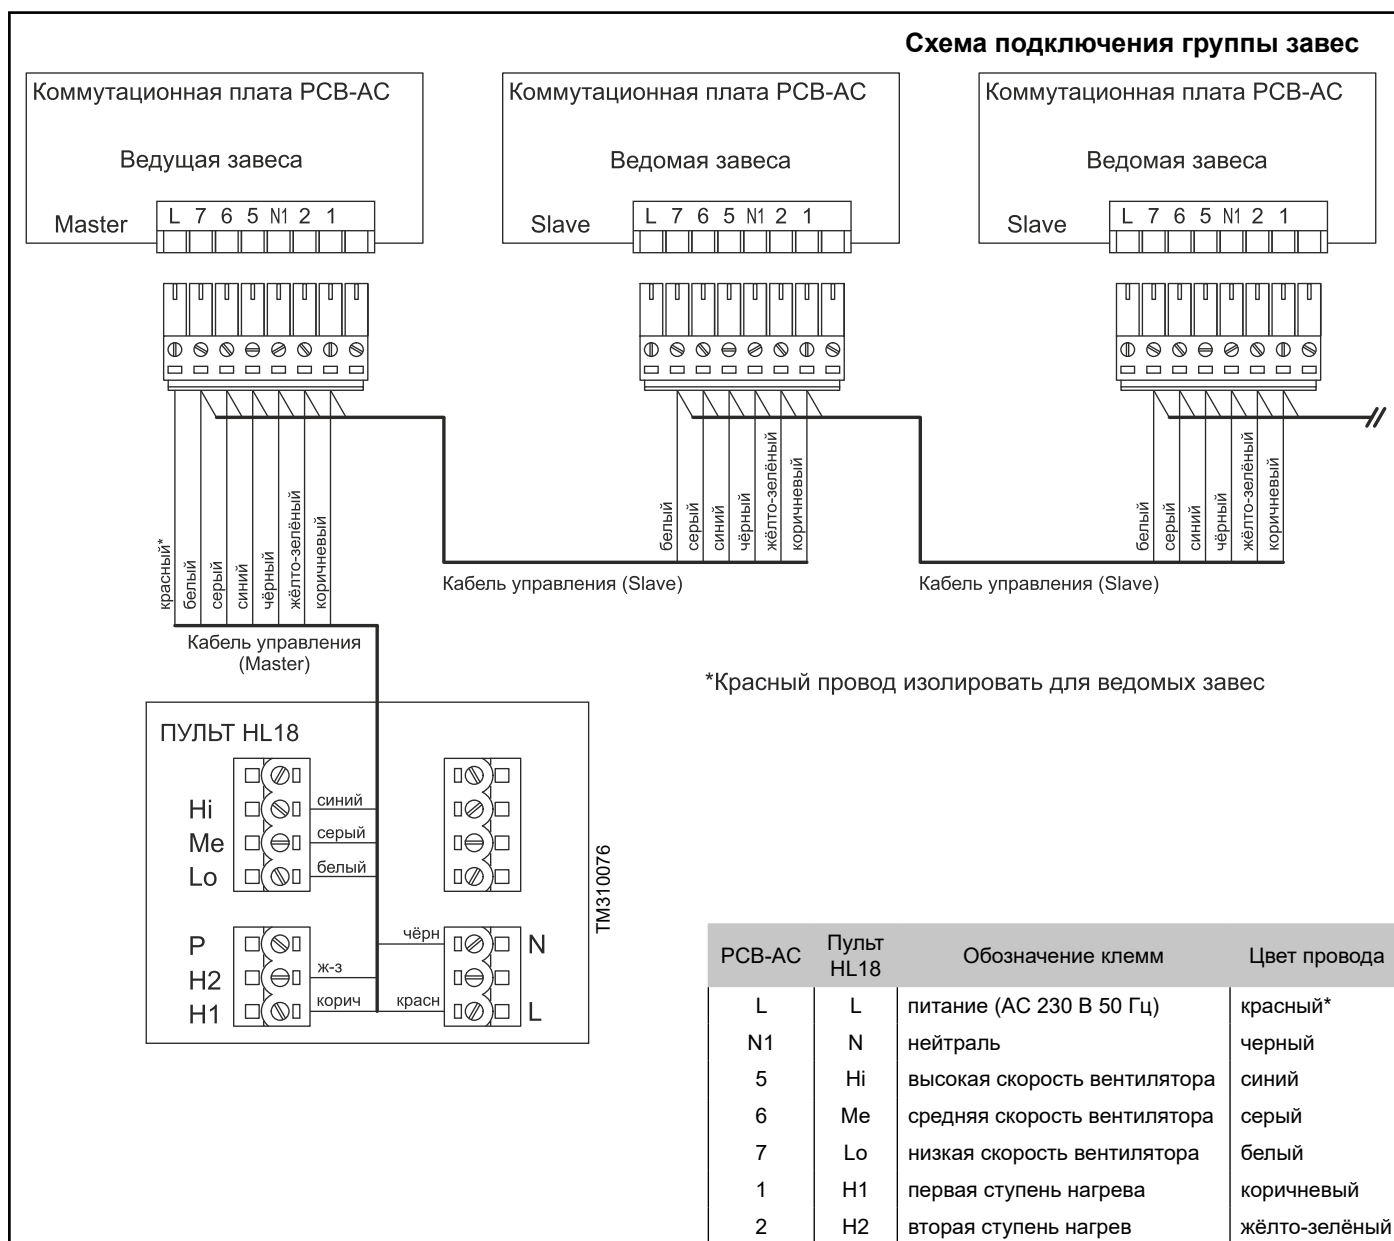 Схема подключения группы завес
Коммутационная плата PCB-AC
Ведущая завеса
Master
L 7 6 5 N1 2 1
Коммутационная плата PCB-AC
Ведомая завеса
Slave
L 7 6 5 N1 2 1
Коммутационная плата PCB-AC
Ведомая завеса
Slave
L 7 6 5 N1 2 1
красный*
белый
серый
синий
чёрный
жёлто-зелёный
коричневый
белый
серый
синий
чёрный
жёлто-зелёный
коричневый
белый
серый
синий
чёрный
жёлто-зелёный
коричневый
Кабель управления (Slave)
Кабель управления (Slave)
Кабель управления
(Master)
*Красный провод изолировать для ведомых завес
ПУЛЬТ HL18
Hi синий
Me серый
Lo белый
P чёрн N
H2 ж-з
H1 корич красн L
TM310076
PCB-AC Пульт HL18 Обозначение клемм Цвет провода
L L питание (AC 230 В 50 Гц) красный*
N1 N нейтраль черный
5 Hi высокая скорость вентилятора синий
6 Me средняя скорость вентилятора серый
7 Lo низкая скорость вентилятора белый
1 H1 первая ступень нагрева коричневый
2 H2 вторая ступень нагрев жёлто-зелёный